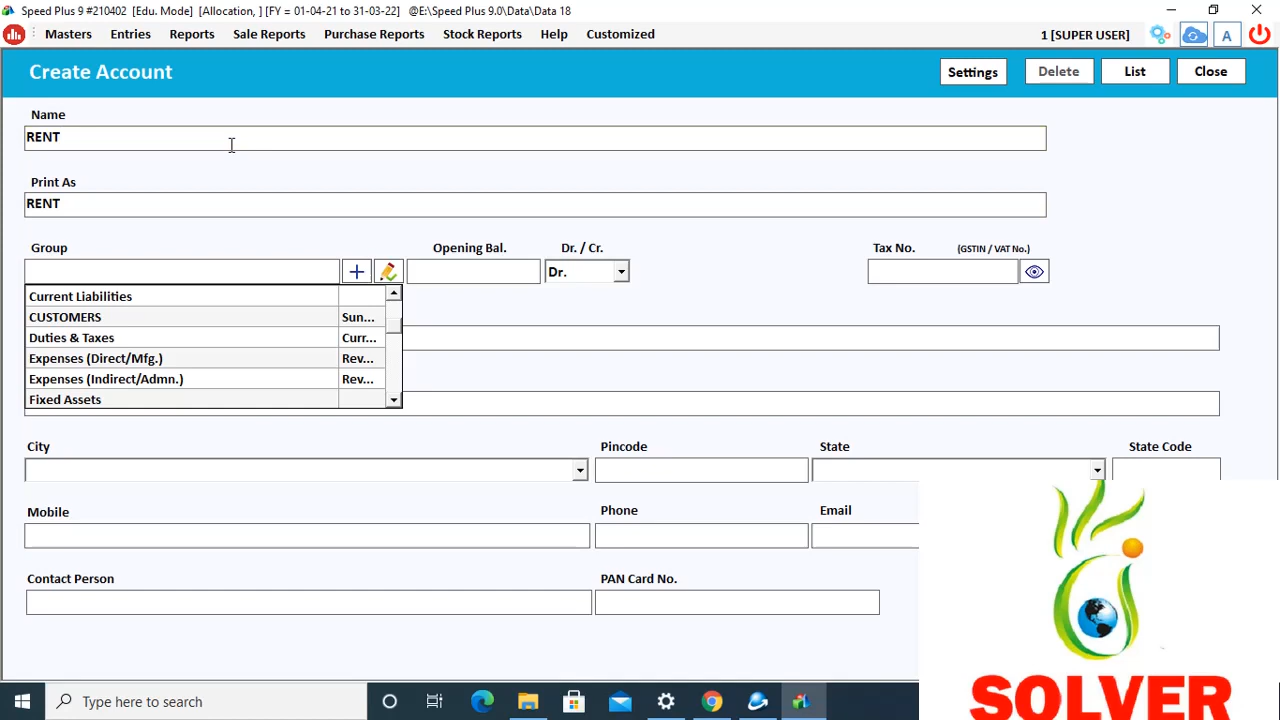 Speed Plus 9 #210402 [Edu. Mode] [Allocation, ] [FY = 01-04-21 to 31-03-22] @E:\Speed Plus 9.0\Data\Data 18
Masters Entries Reports Sale Reports Purchase Reports Stock Reports Help Customized 1 [SUPER USER] A
Create Account Settings Delete List Close
Name
RENT
Print As
RENT
Group Opening Bal. Dr. / Cr. Tax No. (GSTIN / VAT No.)
Dr.
Current Liabilities
CUSTOMERS Sun...
Duties & Taxes Curr...
Expenses (Direct/Mfg.) Rev...
Expenses (Indirect/Admn.) Rev...
Fixed Assets
City Pincode State State Code
Mobile Phone Email
Contact Person PAN Card No.
Type here to search
SOLVER